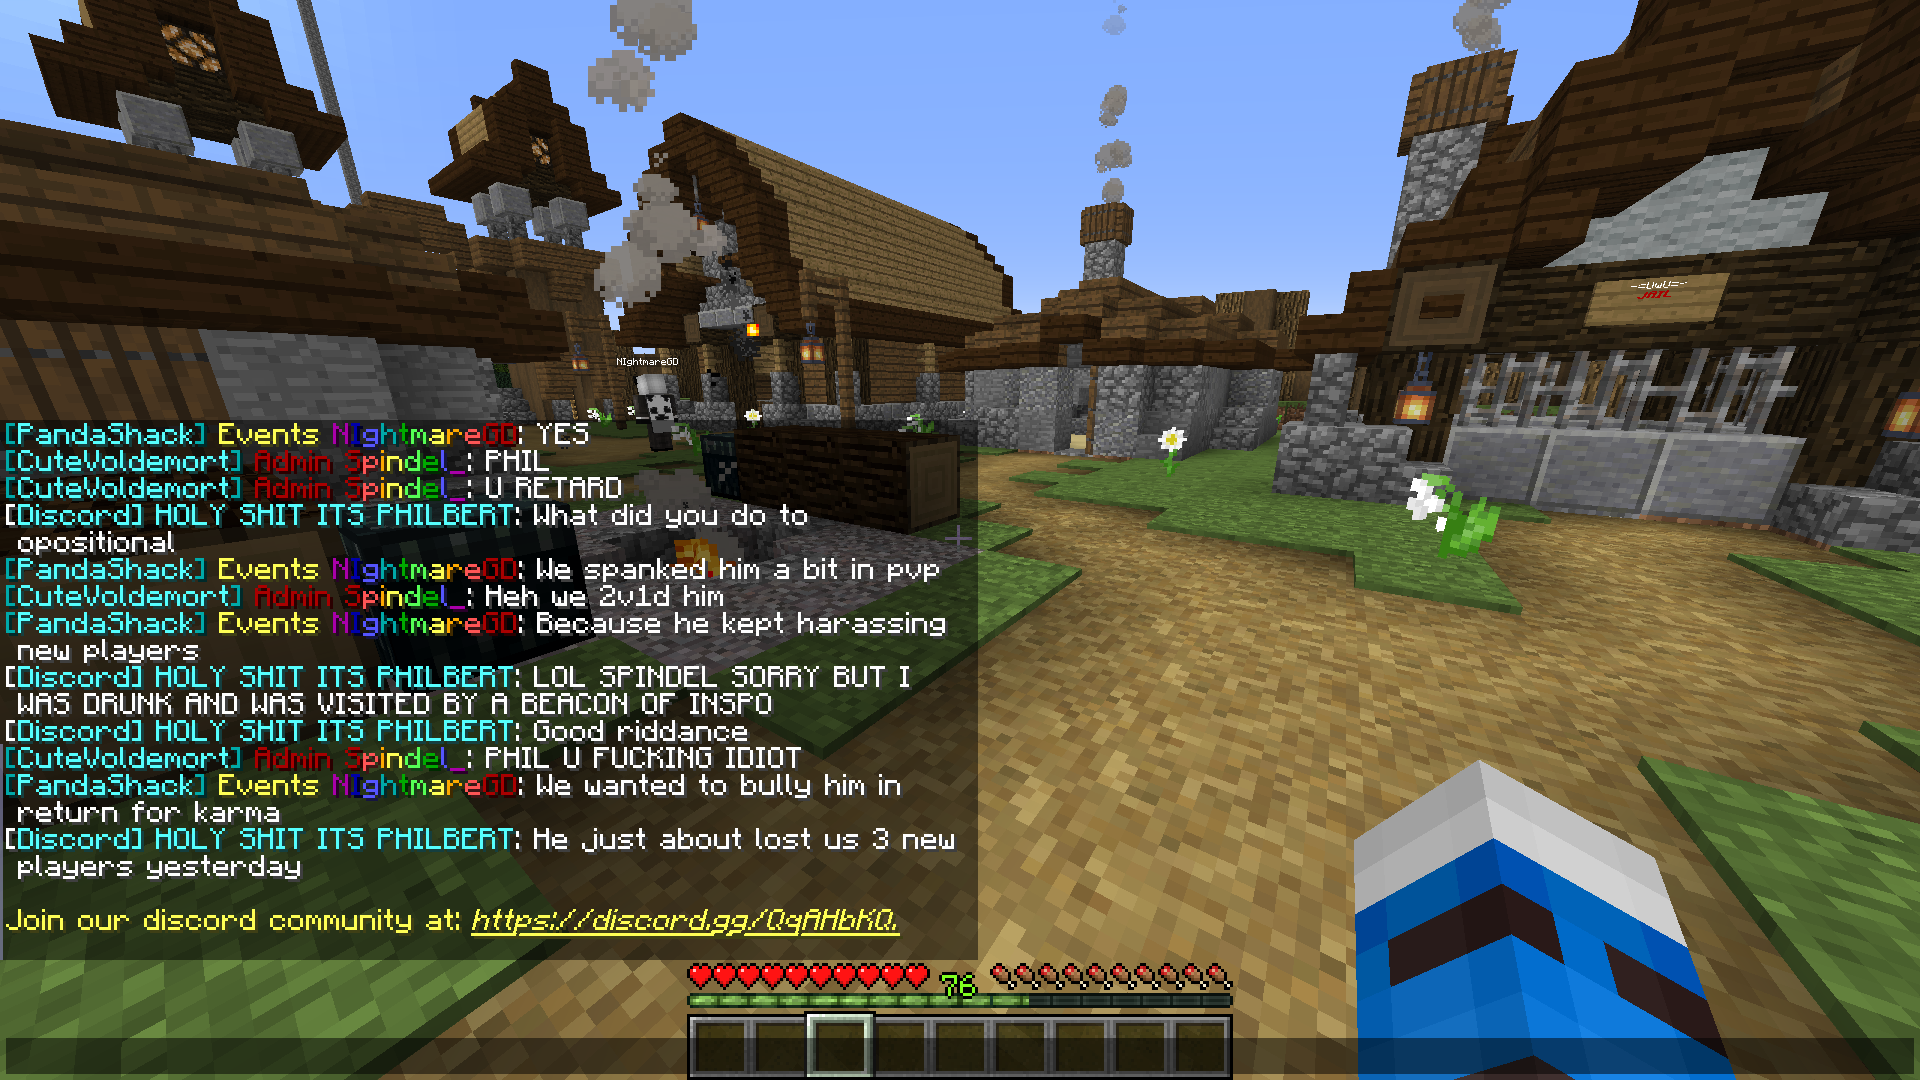 -=UwU=-
JAIL
NIghtmareGD
[PandaShack] Events NIghtmareGD: YES
[CuteVoldemort] Admin Spindel_: PHIL
[CuteVoldemort] Admin Spindel_: U RETARD
[Discord] HOLY SHIT ITS PHILBERT: What did you do to
opositional
[PandaShack] Events NIghtmareGD: We spanked him a bit in pvp
[CuteVoldemort] Admin Spindel_: Heh we 2v1d him
[PandaShack] Events NIghtmareGD: Because he kept harassing
new players
[Discord] HOLY SHIT ITS PHILBERT: LOL SPINDEL SORRY BUT I
WAS DRUNK AND WAS VISITED BY A BEACON OF INSPO
[Discord] HOLY SHIT ITS PHILBERT: Good riddance
[CuteVoldemort] Admin Spindel_: PHIL U FUCKING IDIOT
[PandaShack] Events NIghtmareGD: We wanted to bully him in
return for karma
[Discord] HOLY SHIT ITS PHILBERT: He just about lost us 3 new
players yesterday
Join our discord community at: https://discord.gg/QqAHbKQ.
76